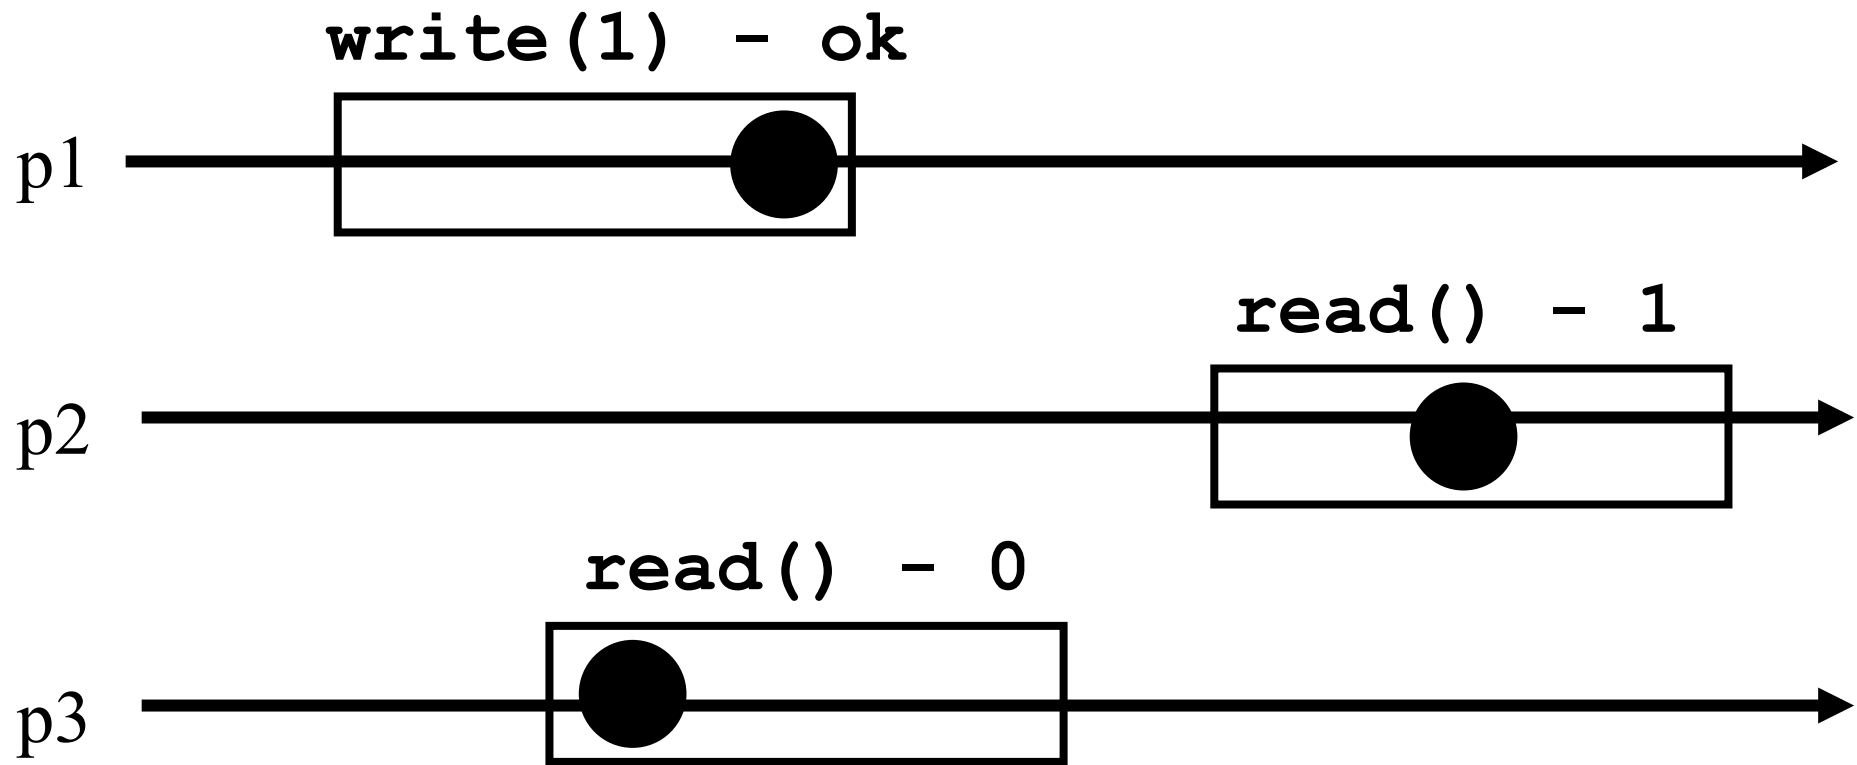 write(1) - ok
p1
read() - 1
p2
read() - 0
p3